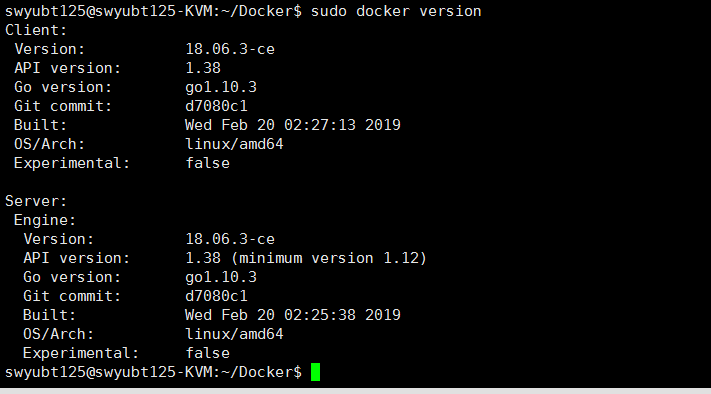 swyubt125@swyubt125-KVM:~/Docker$ sudo docker version
Client:
 Version:           18.06.3-ce
 API version:       1.38
 Go version:        go1.10.3
 Git commit:        d7080c1
 Built:             Wed Feb 20 02:27:13 2019
 OS/Arch:           linux/amd64
 Experimental:      false

Server:
 Engine:
  Version:          18.06.3-ce
  API version:      1.38 (minimum version 1.12)
  Go version:       go1.10.3
  Git commit:       d7080c1
  Built:            Wed Feb 20 02:25:38 2019
  OS/Arch:          linux/amd64
  Experimental:     false
swyubt125@swyubt125-KVM:~/Docker$